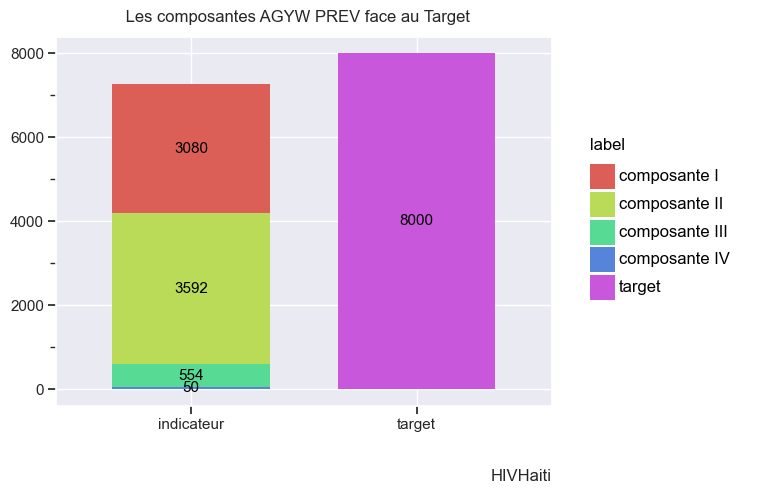 Les composantes AGYW PREV face au Target
8000
6000
4000
2000
0
3080
3592
554
50
8000
indicateur
target
label
composante I
composante II
composante III
composante IV
target
HIVHaiti